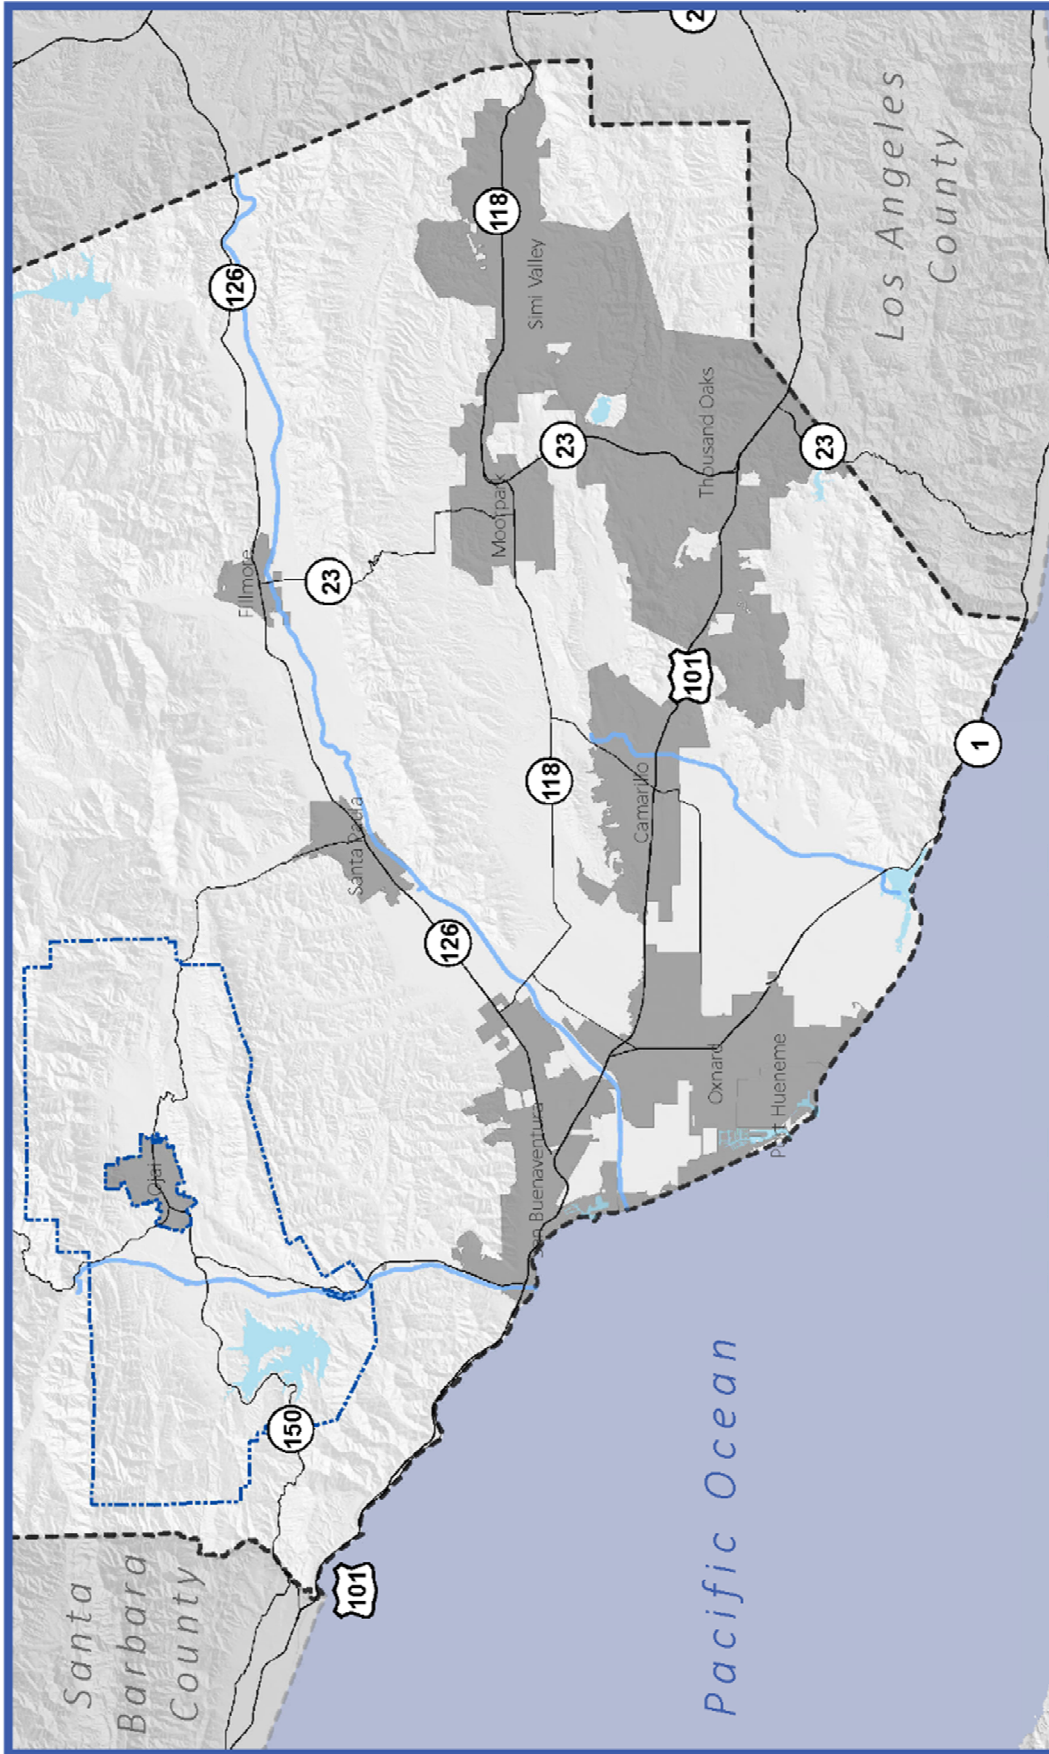 Santa
Barbara
County
101
150
Ojai
126
Santa Paula
Fillmore
23
126
118
Simi Valley
Moorpark
23
118
Thousand Oaks
23
101
Camarillo
San Buenaventura
Oxnard
Port Hueneme
1
Los Angeles
County
Pacific Ocean